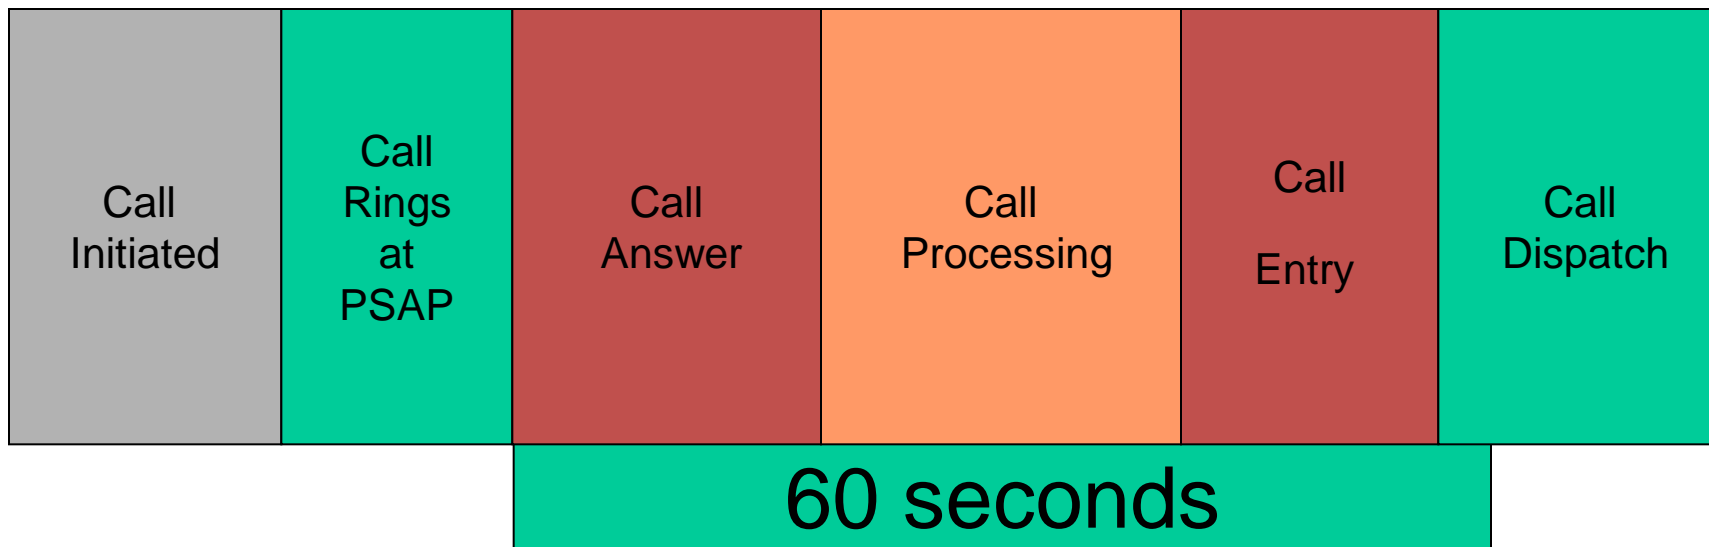 Call
Initiated
Call
Rings
at
PSAP
Call
Answer
Call
Processing
Call
Entry
Call
Dispatch
60 seconds